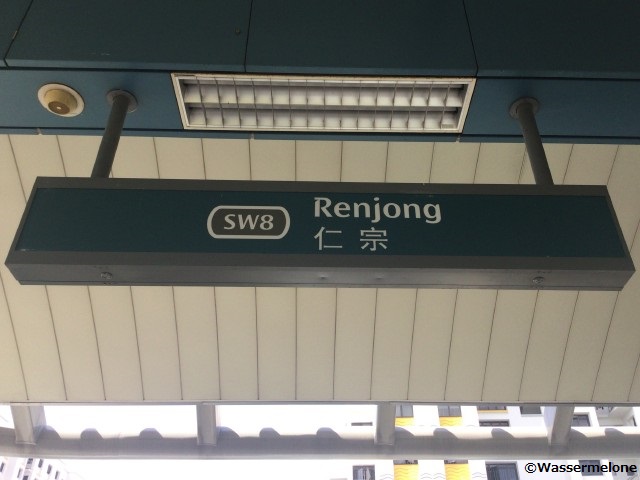 SW8
Renjong
仁宗
©Wassermelone